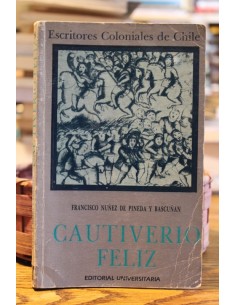 Escritores Coloniales de Chile
FRANCISCO NUÑEZ DE PINEDA Y BASCUÑAN
CAUTIVERIO
FELIZ
EDITORIAL UNIVERSITARIA